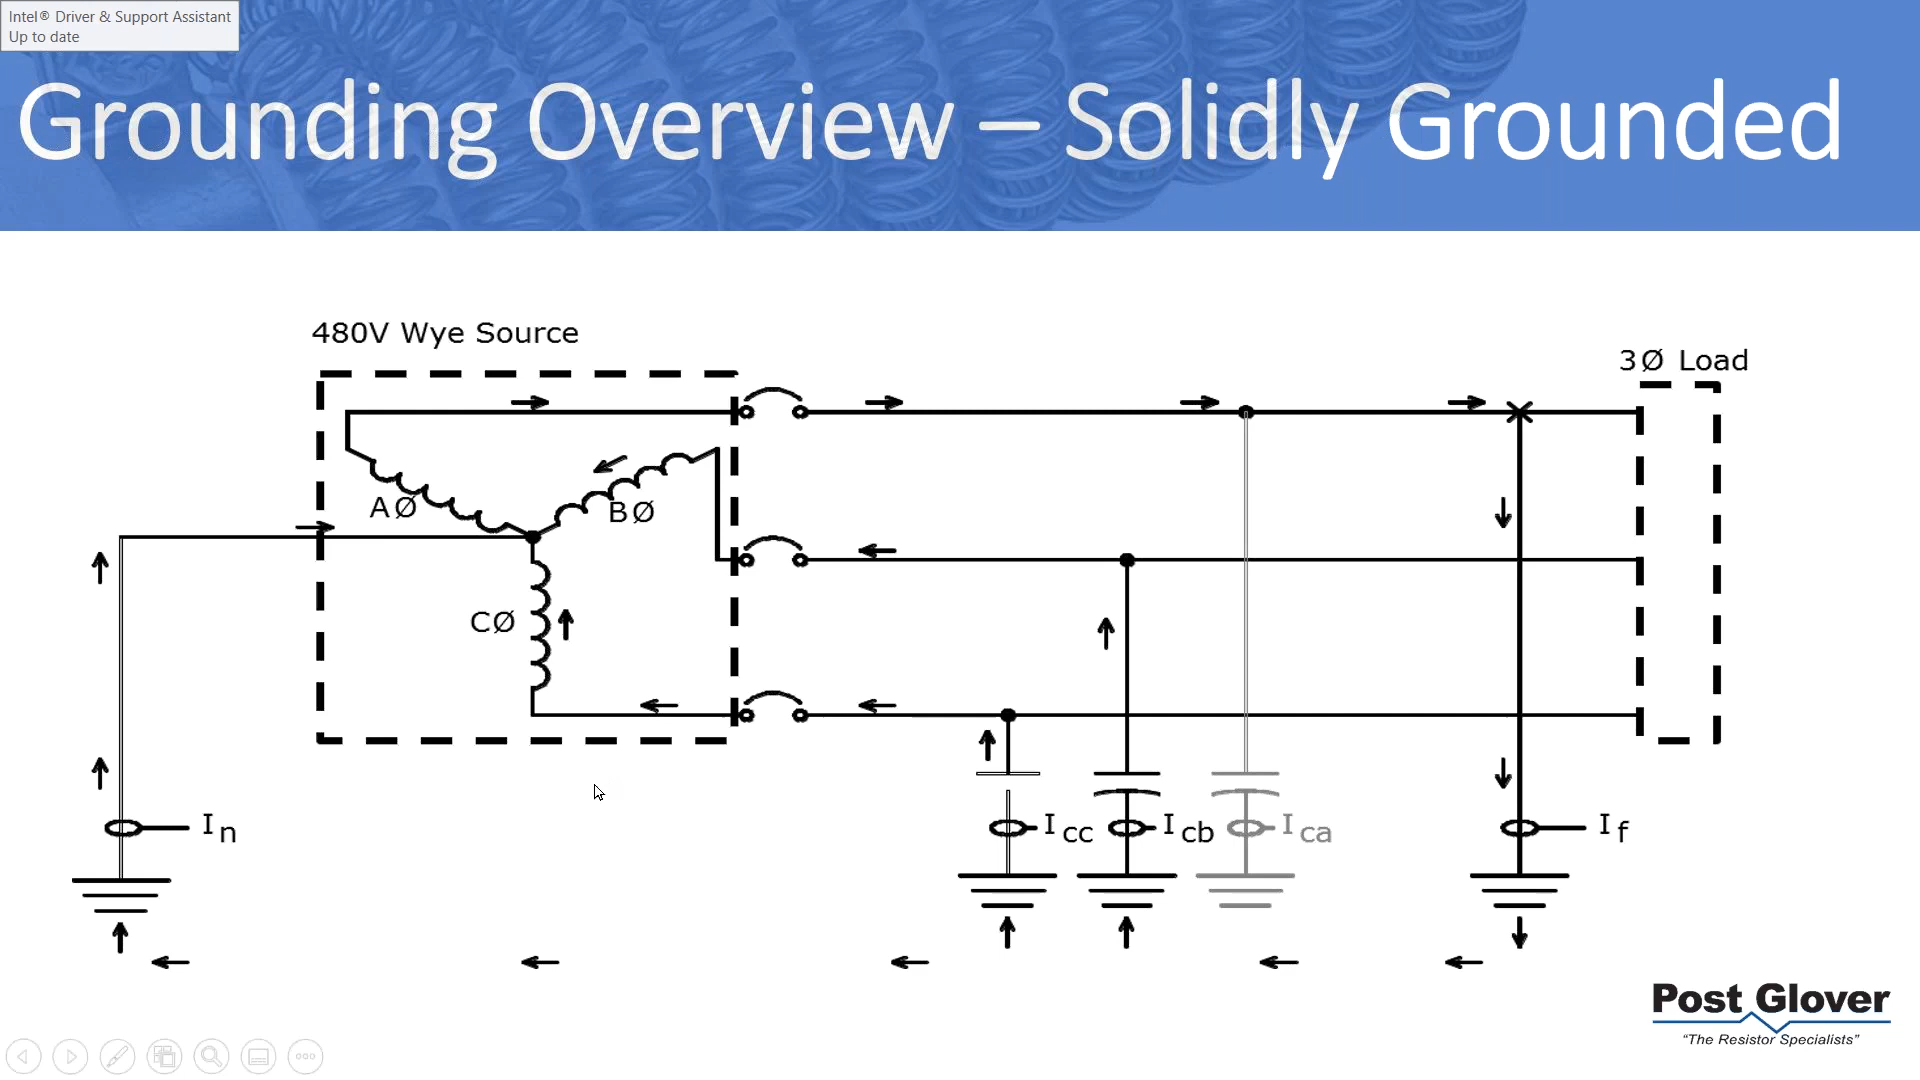 Intel® Driver & Support Assistant
Up to date
Grounding Overview – Solidly Grounded
480V Wye Source
3Ø Load
AØ
BØ
CØ
In
Icc
Icb
Ica
If
Post Glover
"The Resistor Specialists"